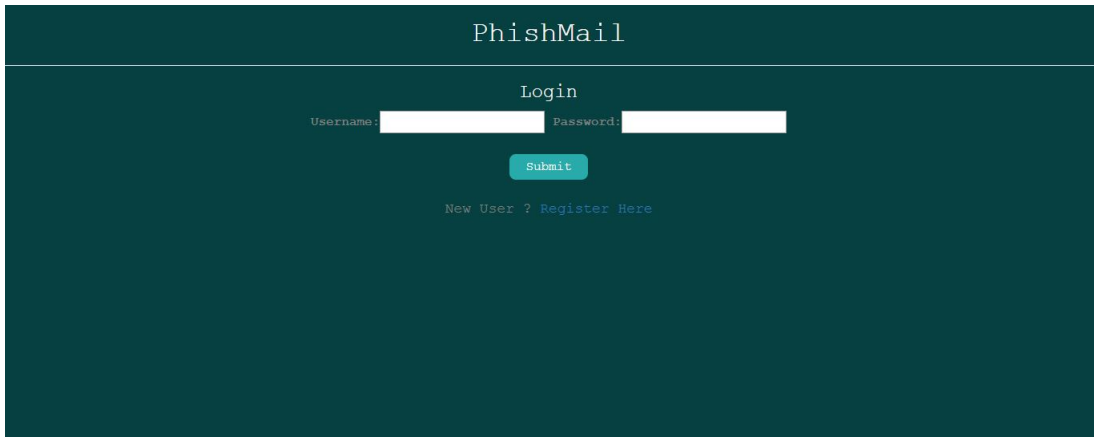 PhishMail
Login
Username: Password:
Submit
New User ? Register Here